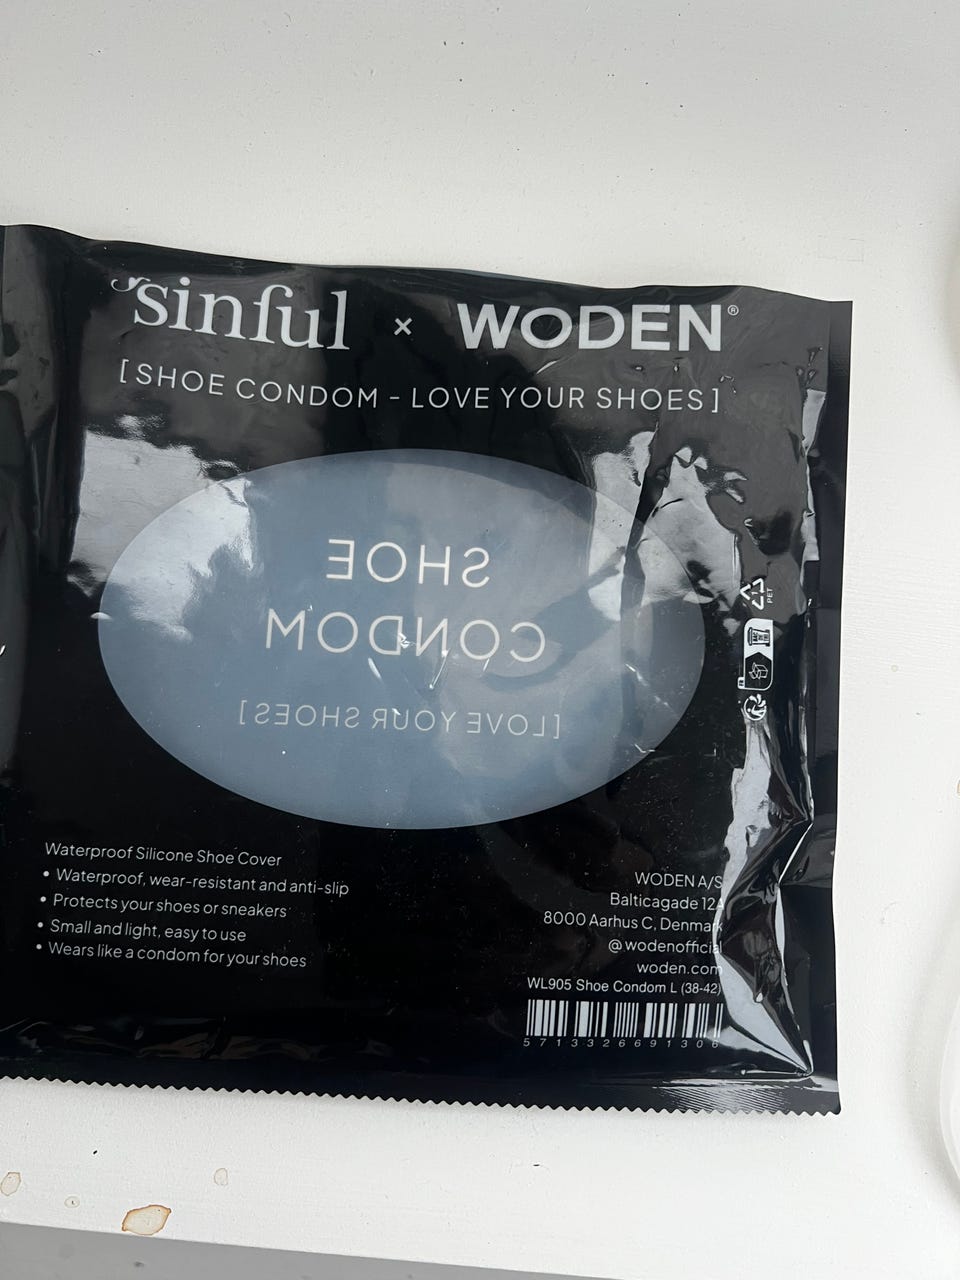 sinful × WODEN®
[SHOE CONDOM - LOVE YOUR SHOES]
SHOE
CONDOM
[LOVE YOUR SHOES]
PET
Waterproof Silicone Shoe Cover
• Waterproof, wear-resistant and anti-slip
• Protects your shoes or sneakers
• Small and light, easy to use
• Wears like a condom for your shoes
WODEN A/S
Balticagade 12A
8000 Aarhus C, Denmark
@wodenofficial
woden.com
WL905 Shoe Condom L (38-42)
5713326691306